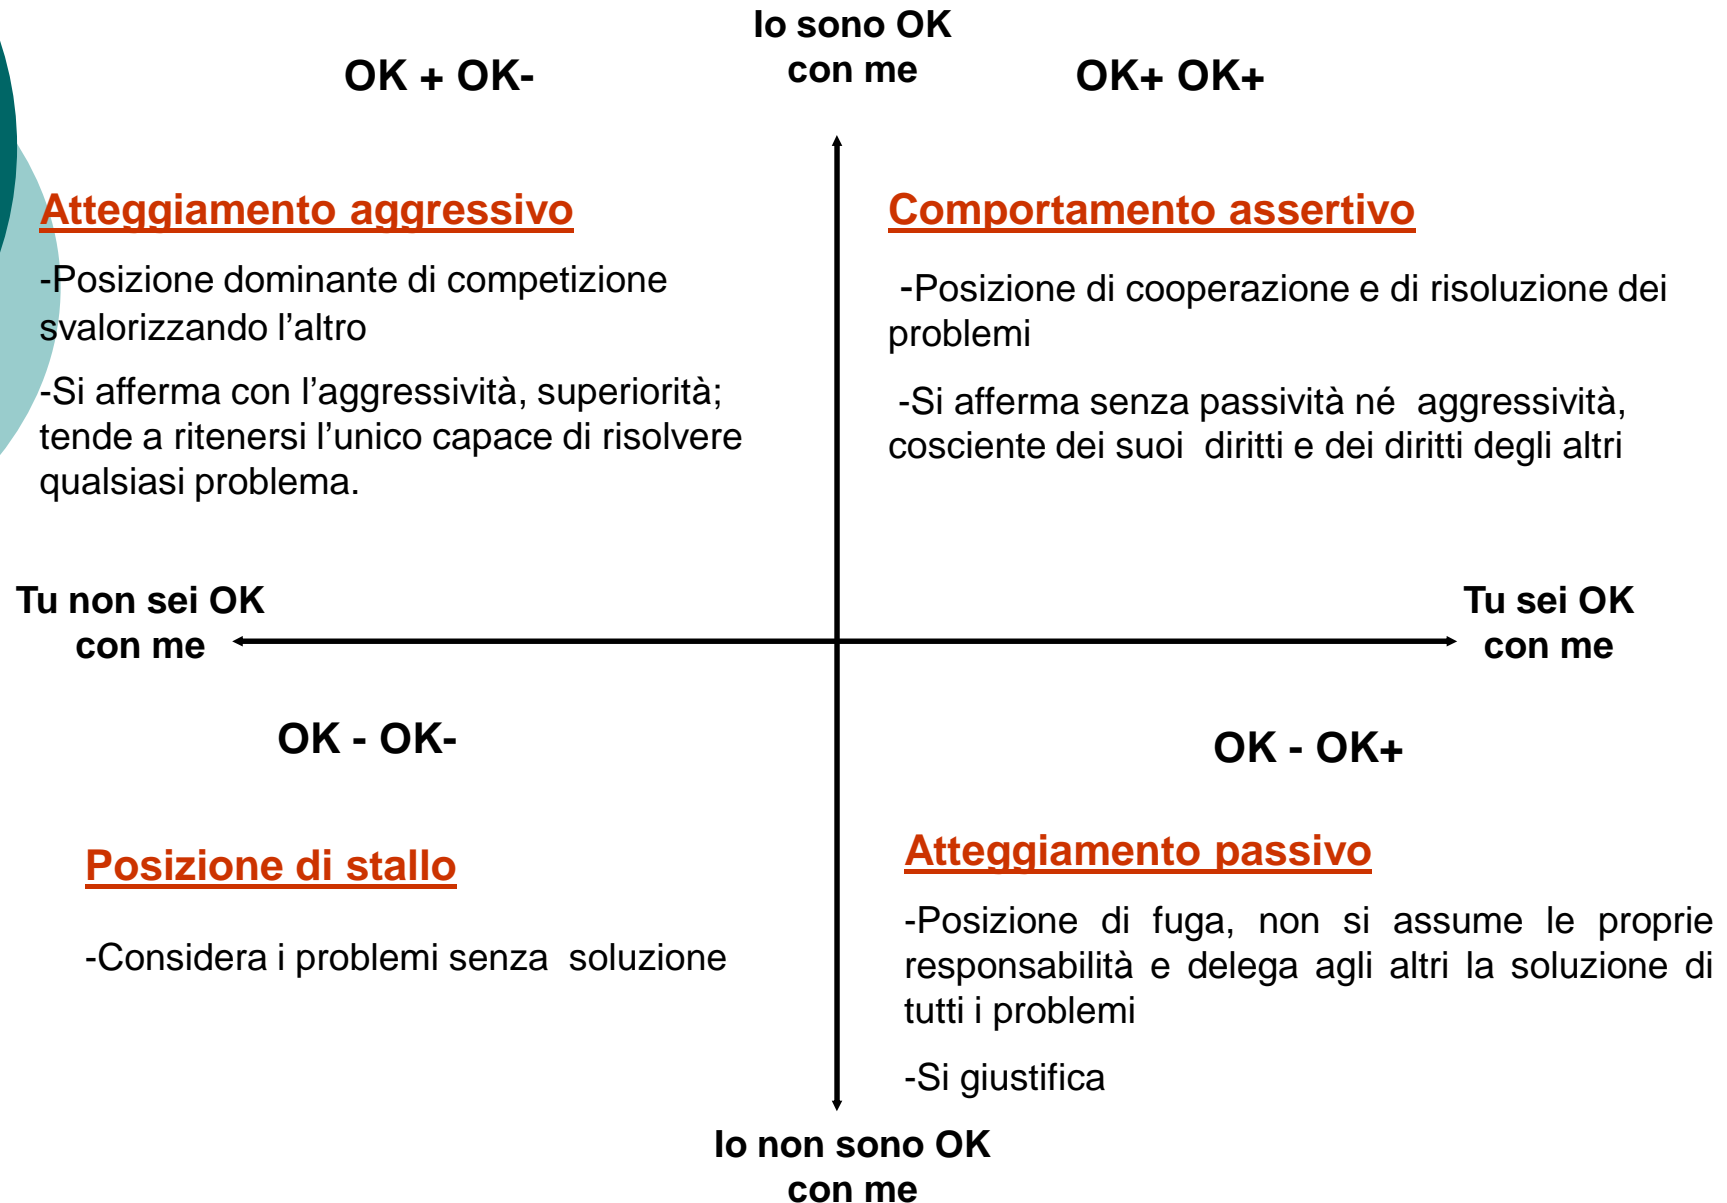 Io sono OK
con me
OK + OK-
OK+ OK+
Atteggiamento aggressivo
-Posizione dominante di competizione
svalorizzando l’altro
-Si afferma con l’aggressività, superiorità;
tende a ritenersi l’unico capace di risolvere
qualsiasi problema.
Comportamento assertivo
-Posizione di cooperazione e di risoluzione dei
problemi
-Si afferma senza passività né  aggressività,
cosciente dei suoi  diritti e dei diritti degli altri
Tu non sei OK
con me
Tu sei OK
con me
OK - OK-
OK - OK+
Posizione di stallo
-Considera i problemi senza  soluzione
Atteggiamento passivo
-Posizione di fuga, non si assume le proprie
responsabilità e delega agli altri la soluzione di
tutti i problemi
-Si giustifica
Io non sono OK
con me